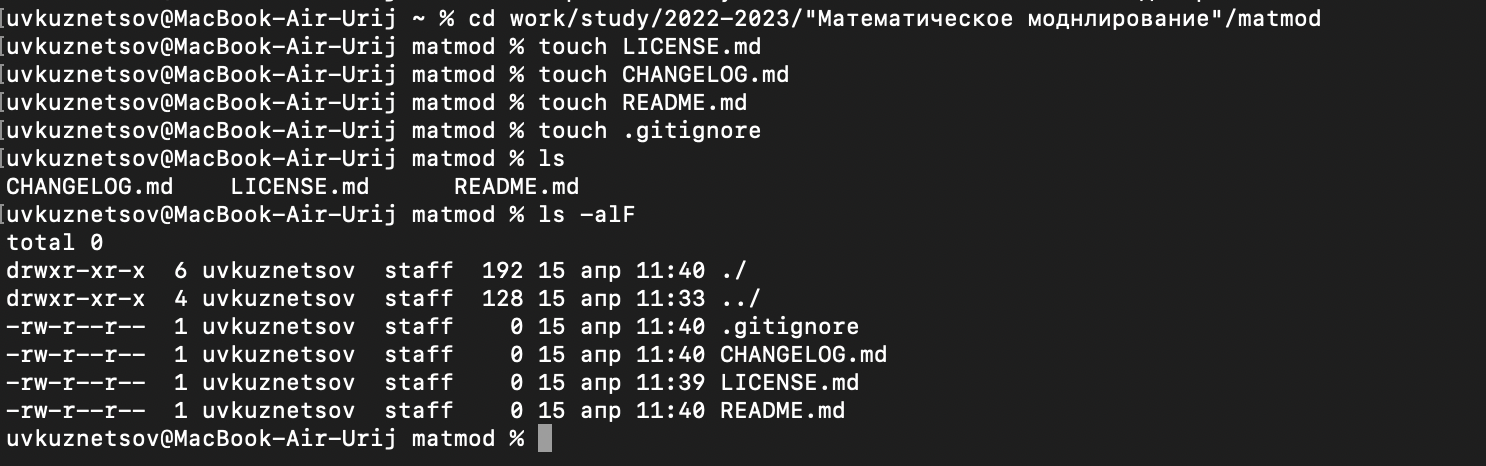 [uvkuznetsov@MacBook-Air-Urij ~ % cd work/study/2022-2023/"Математическое моднлирование"/matmod
[uvkuznetsov@MacBook-Air-Urij matmod % touch LICENSE.md
[uvkuznetsov@MacBook-Air-Urij matmod % touch CHANGELOG.md
[uvkuznetsov@MacBook-Air-Urij matmod % touch README.md
[uvkuznetsov@MacBook-Air-Urij matmod % touch .gitignore
[uvkuznetsov@MacBook-Air-Urij matmod % ls
CHANGELOG.md    LICENSE.md      README.md
[uvkuznetsov@MacBook-Air-Urij matmod % ls -alF
total 0
drwxr-xr-x  6 uvkuznetsov  staff  192 15 апр 11:40 ./
drwxr-xr-x  4 uvkuznetsov  staff  128 15 апр 11:33 ../
-rw-r--r--  1 uvkuznetsov  staff    0 15 апр 11:40 .gitignore
-rw-r--r--  1 uvkuznetsov  staff    0 15 апр 11:40 CHANGELOG.md
-rw-r--r--  1 uvkuznetsov  staff    0 15 апр 11:39 LICENSE.md
-rw-r--r--  1 uvkuznetsov  staff    0 15 апр 11:40 README.md
uvkuznetsov@MacBook-Air-Urij matmod %